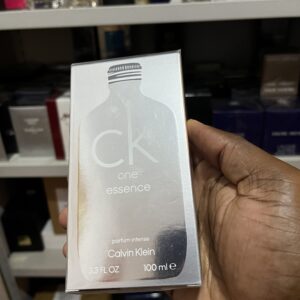 CK
one
essence
parfum intense
Calvin Klein
3.3 FL OZ 100 ml e